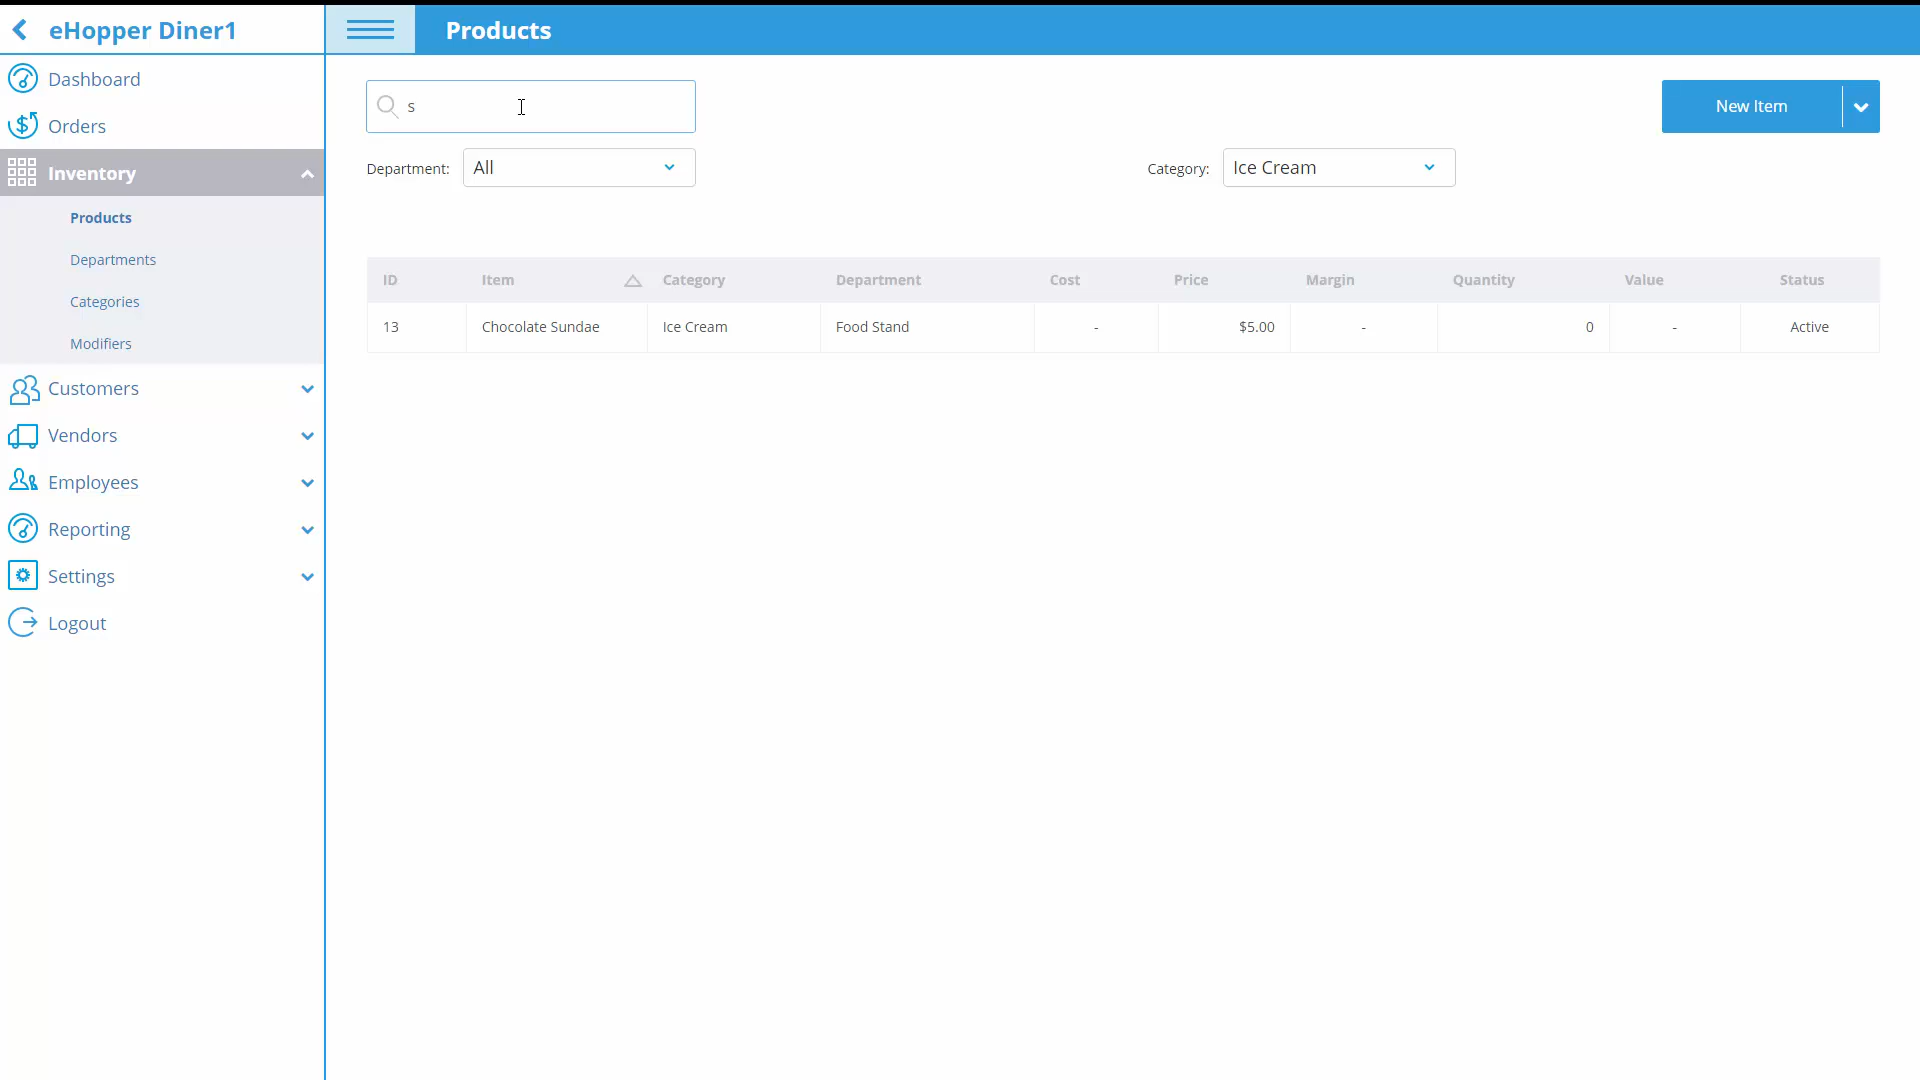 eHopper Diner1
Products
Dashboard
Orders
Inventory
Products
Departments
Categories
Modifiers
Customers
Vendors
Employees
Reporting
Settings
Logout
s
New Item
Department: All
Category: Ice Cream
ID Item Category Department Cost Price Margin Quantity Value Status
13 Chocolate Sundae Ice Cream Food Stand - $5.00 - 0 - Active